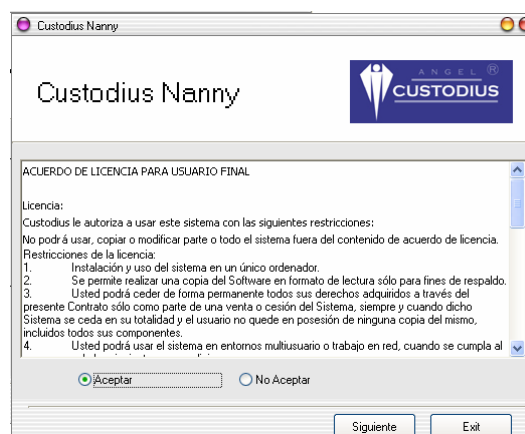 Custodius Nanny
Custodius Nanny
ANGEL ®
CUSTODIUS
ACUERDO DE LICENCIA PARA USUARIO FINAL
Licencia:
Custodius le autoriza a usar este sistema con las siguientes restricciones:
No podrá usar, copiar o modificar parte o todo el sistema fuera del contenido de acuerdo de licencia.
Restricciones de la licencia:
1. Instalación y uso del sistema en un único ordenador.
2. Se permite realizar una copia del Software en formato de lectura sólo para fines de respaldo.
3. Usted podrá ceder de forma permanente todos sus derechos adquiridos a través del
presente Contrato sólo como parte de una venta o cesión del Sistema, siempre y cuando dicho
Sistema se ceda en su totalidad y el usuario no quede en posesión de ninguna copia del mismo,
incluidos todos sus componentes.
4. Usted podrá usar el sistema en entornos multiusuario o trabajo en red, cuando se cumpla al
Aceptar
No Aceptar
Siguiente
Exit